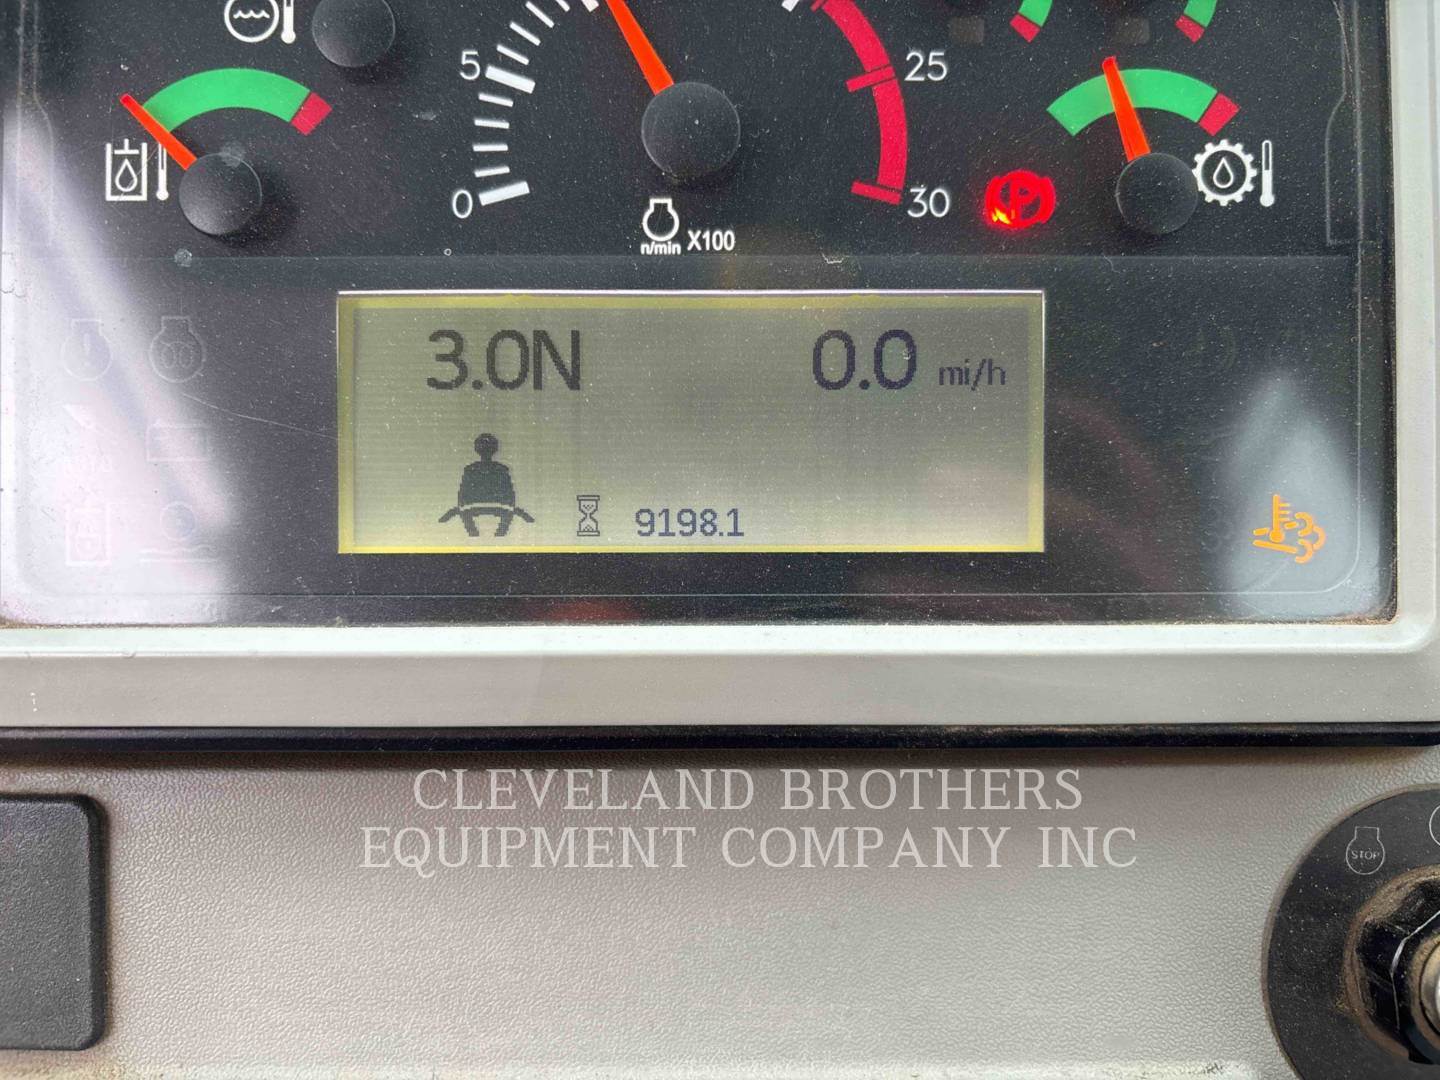 5
25
0
30
n/min X100
P
3.0N
0.0 mi/h
9198.1
CLEVELAND BROTHERS
EQUIPMENT COMPANY INC
STOP